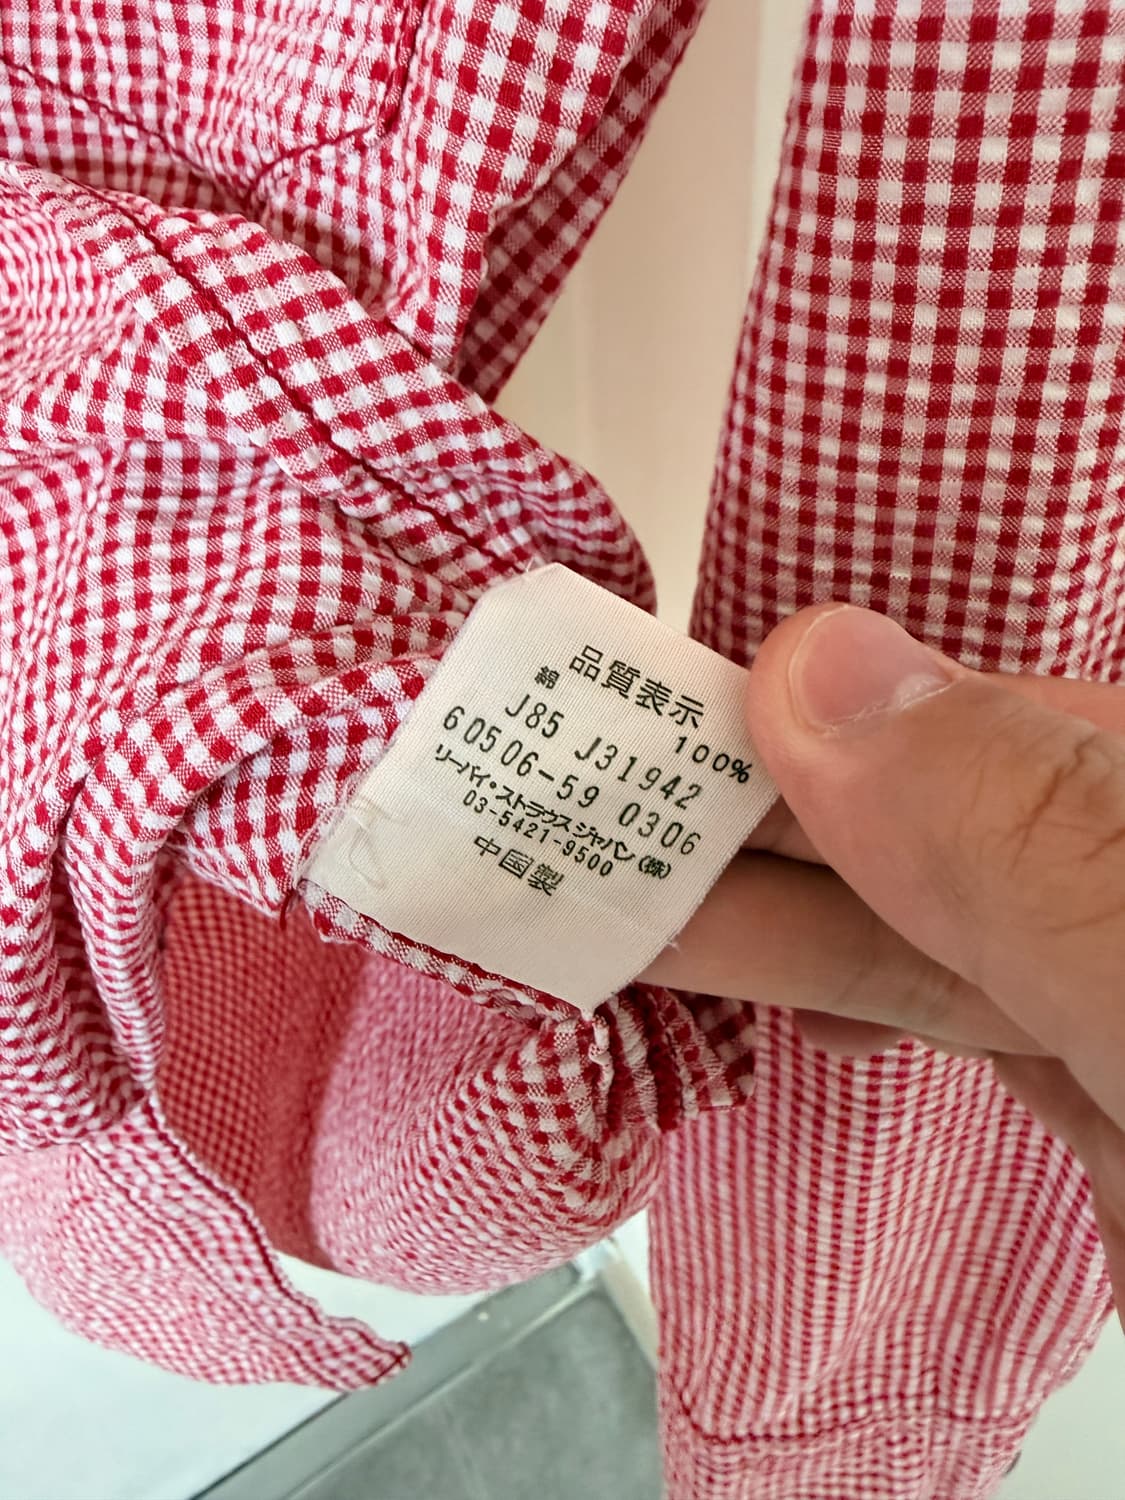 品質表示
綿 100%
J85 J31942
60506-59 0306
リーバイ・ストラウス ジャパン（株）
03-5421-9500
中国製